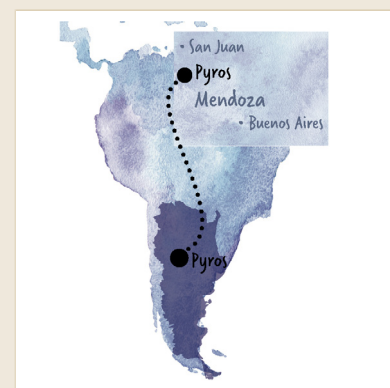 • San Juan
Pyros
Mendoza
• Buenos Aires
Pyros